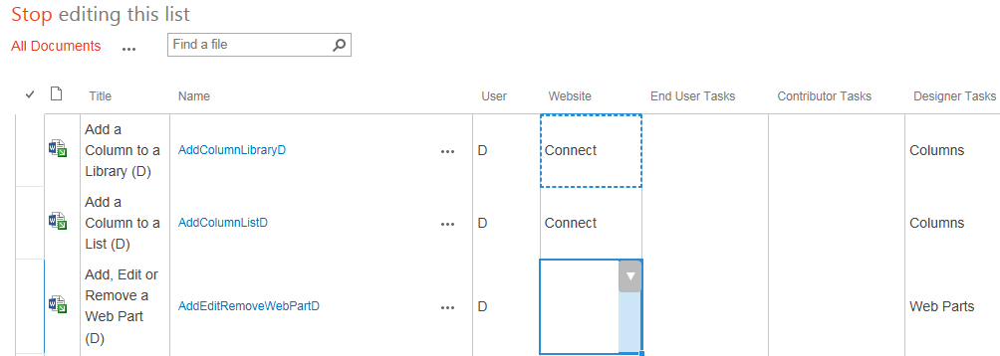 Stop editing this list
All Documents ... Find a file
Title Name User Website End User Tasks Contributor Tasks Designer Tasks
Add a
Column to a
Library (D)
AddColumnLibraryD ... D Connect Columns
Add a
Column to a
List (D)
AddColumnListD ... D Connect Columns
Add, Edit or
Remove a
Web Part
(D)
AddEditRemoveWebPartD ... D Web Parts